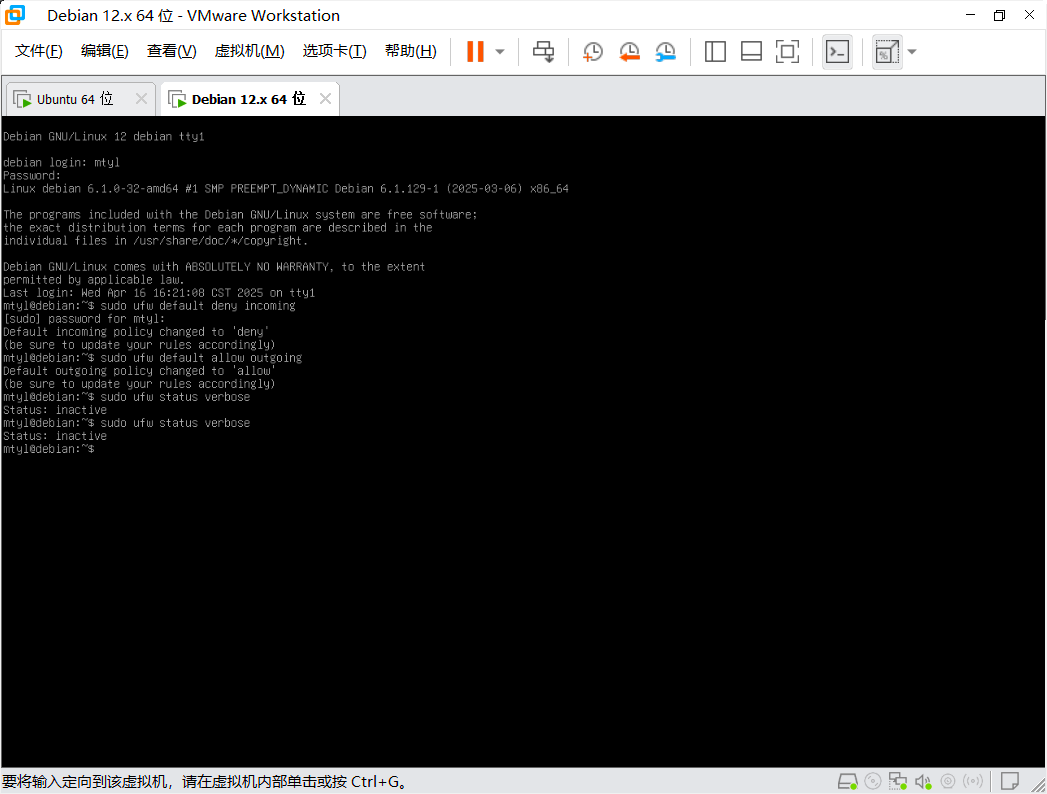 Debian 12.x 64 位 - VMware Workstation
文件(F) 编辑(E) 查看(V) 虚拟机(M) 选项卡(T) 帮助(H)
Ubuntu 64 位
Debian 12.x 64 位
Debian GNU/Linux 12 debian tty1
debian login: mtyl
Password:
Linux debian 6.1.0-32-amd64 #1 SMP PREEMPT_DYNAMIC Debian 6.1.129-1 (2025-03-06) x86_64
The programs included with the Debian GNU/Linux system are free software;
the exact distribution terms for each program are described in the
individual files in /usr/share/doc/*/copyright.
Debian GNU/Linux comes with ABSOLUTELY NO WARRANTY, to the extent
permitted by applicable law.
Last login: Wed Apr 16 16:21:08 CST 2025 on tty1
mtyl@debian:~$ sudo ufw default deny incoming
[sudo] password for mtyl:
Default incoming policy changed to 'deny'
(be sure to update your rules accordingly)
mtyl@debian:~$ sudo ufw default allow outgoing
Default outgoing policy changed to 'allow'
(be sure to update your rules accordingly)
mtyl@debian:~$ sudo ufw status verbose
Status: inactive
mtyl@debian:~$ sudo ufw status verbose
Status: inactive
mtyl@debian:~$
要将输入定向到该虚拟机，请在虚拟机内部单击或按 Ctrl+G。